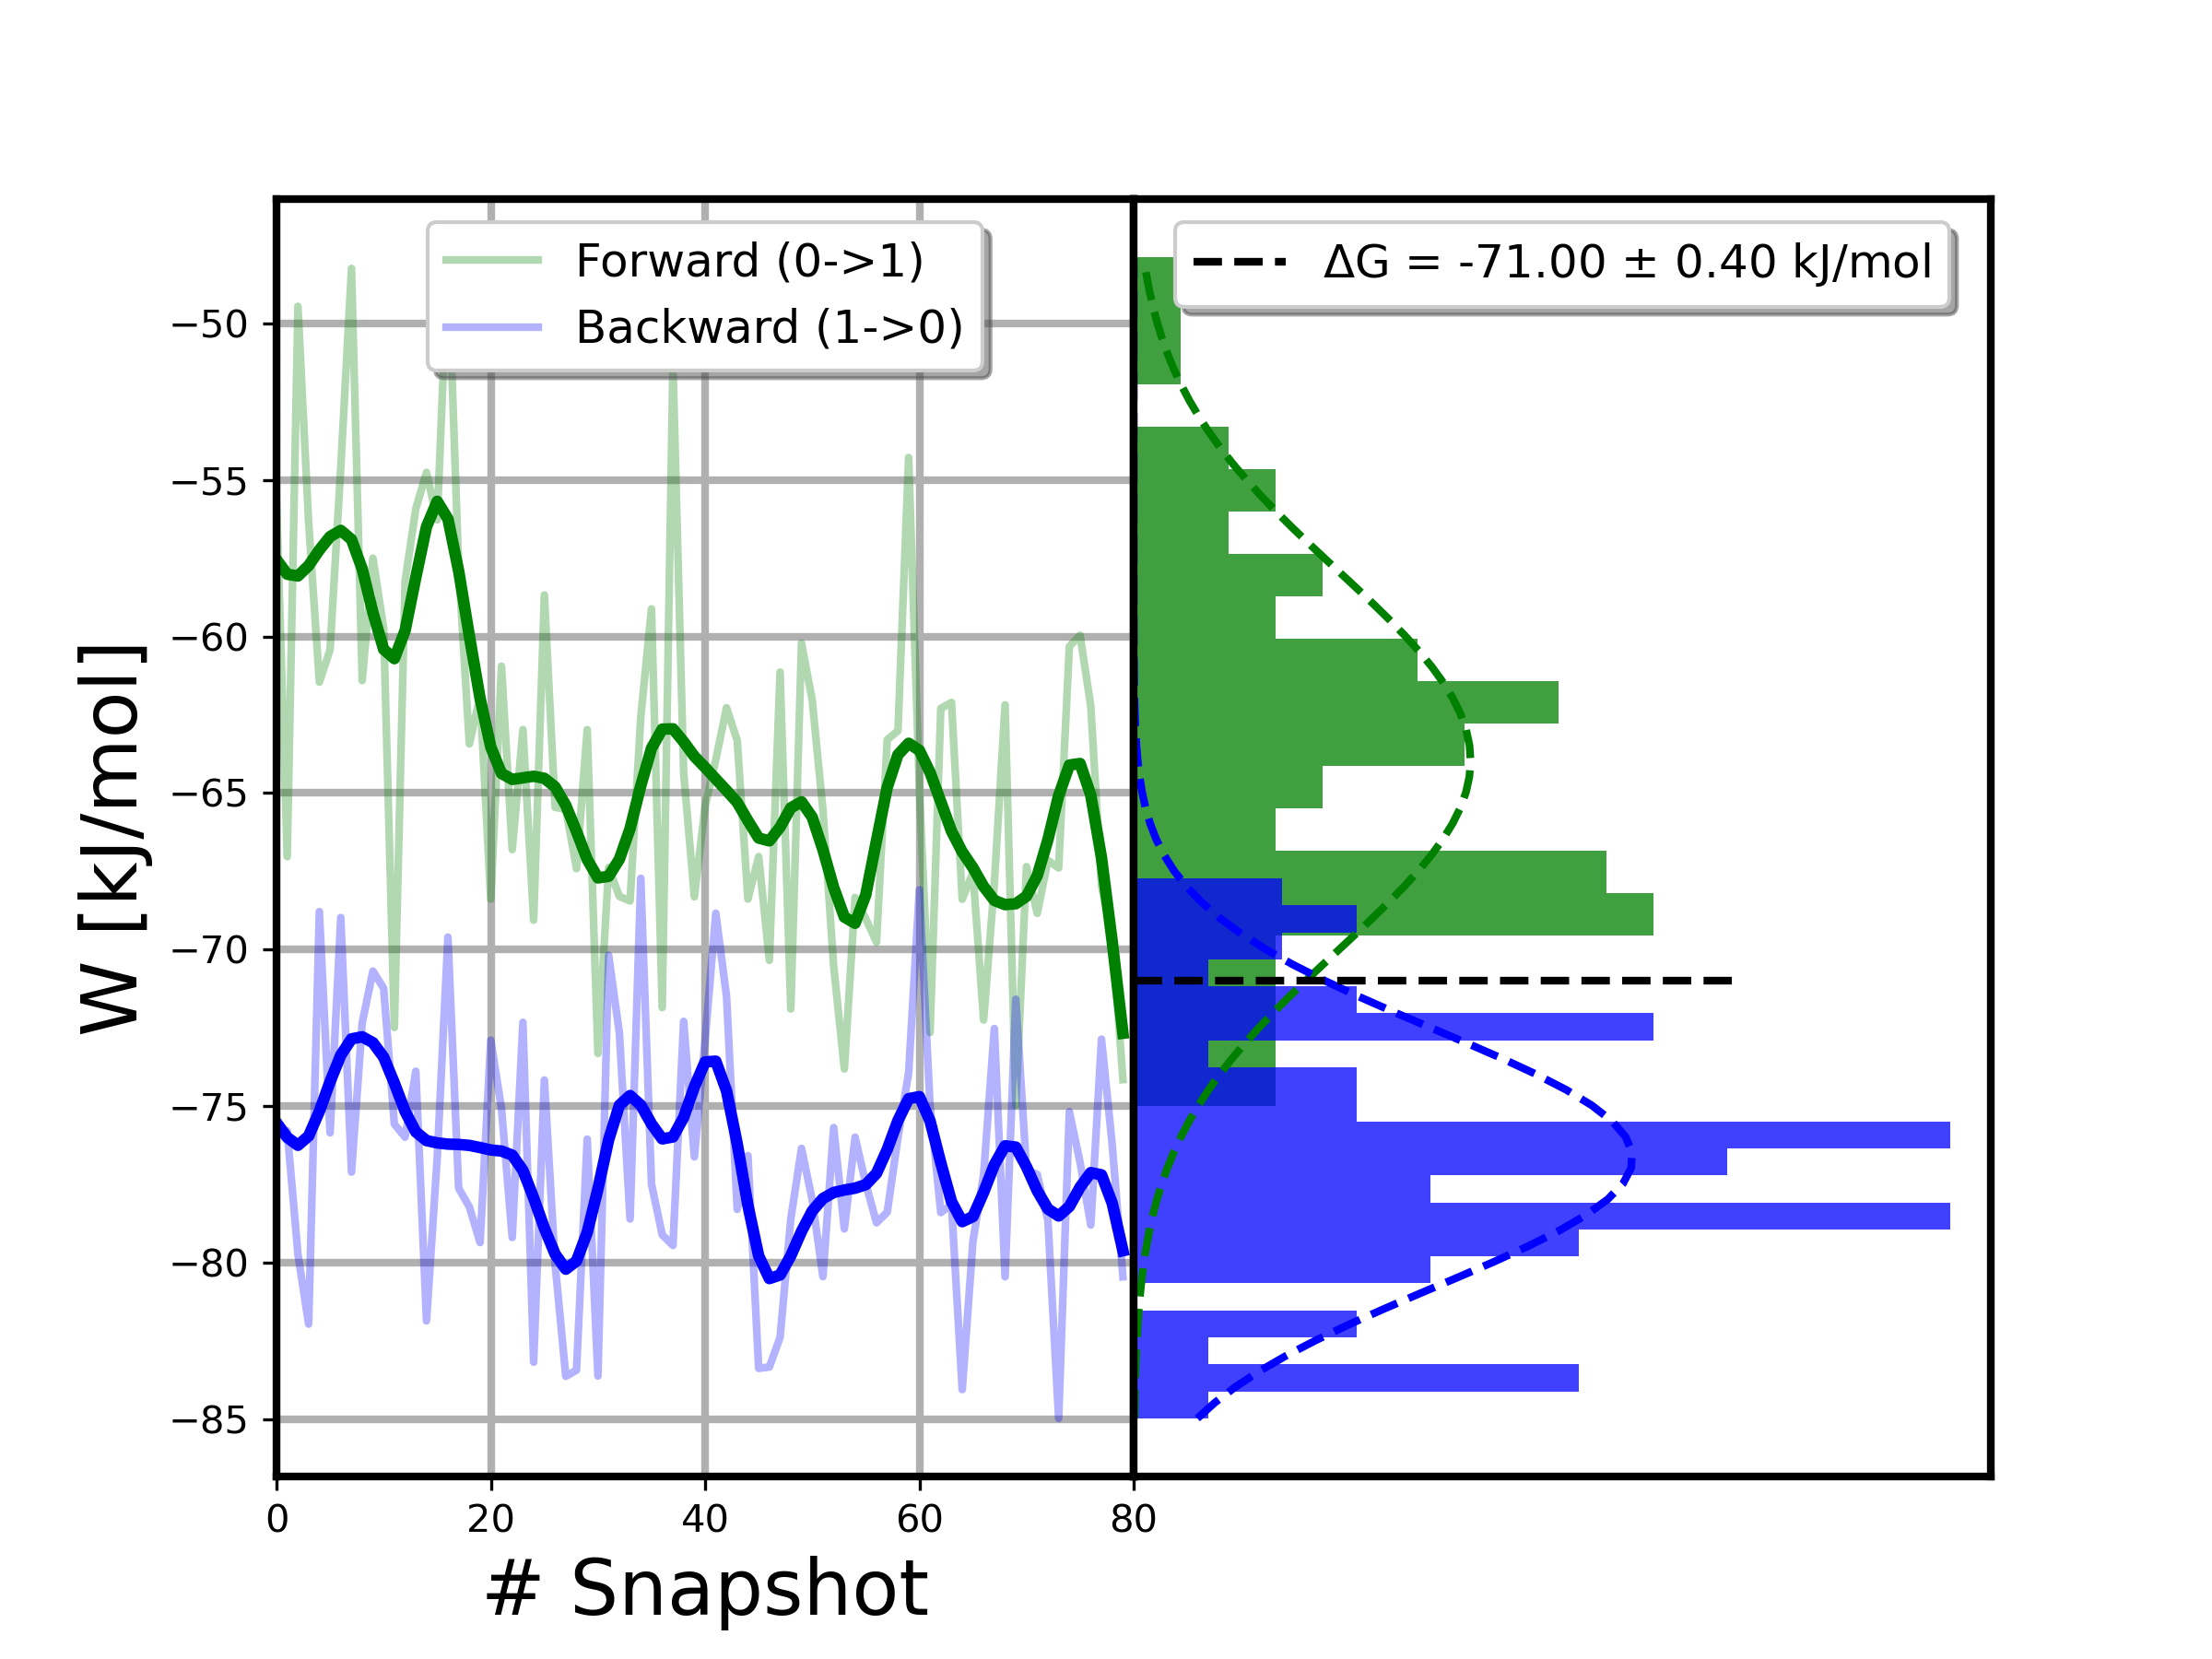 Forward (0->1)
Backward (1->0)
ΔG = -71.00 ± 0.40 kJ/mol
−50
−55
−60
−65
−70
−75
−80
−85
W [kJ/mol]
0 20 40 60 80
# Snapshot